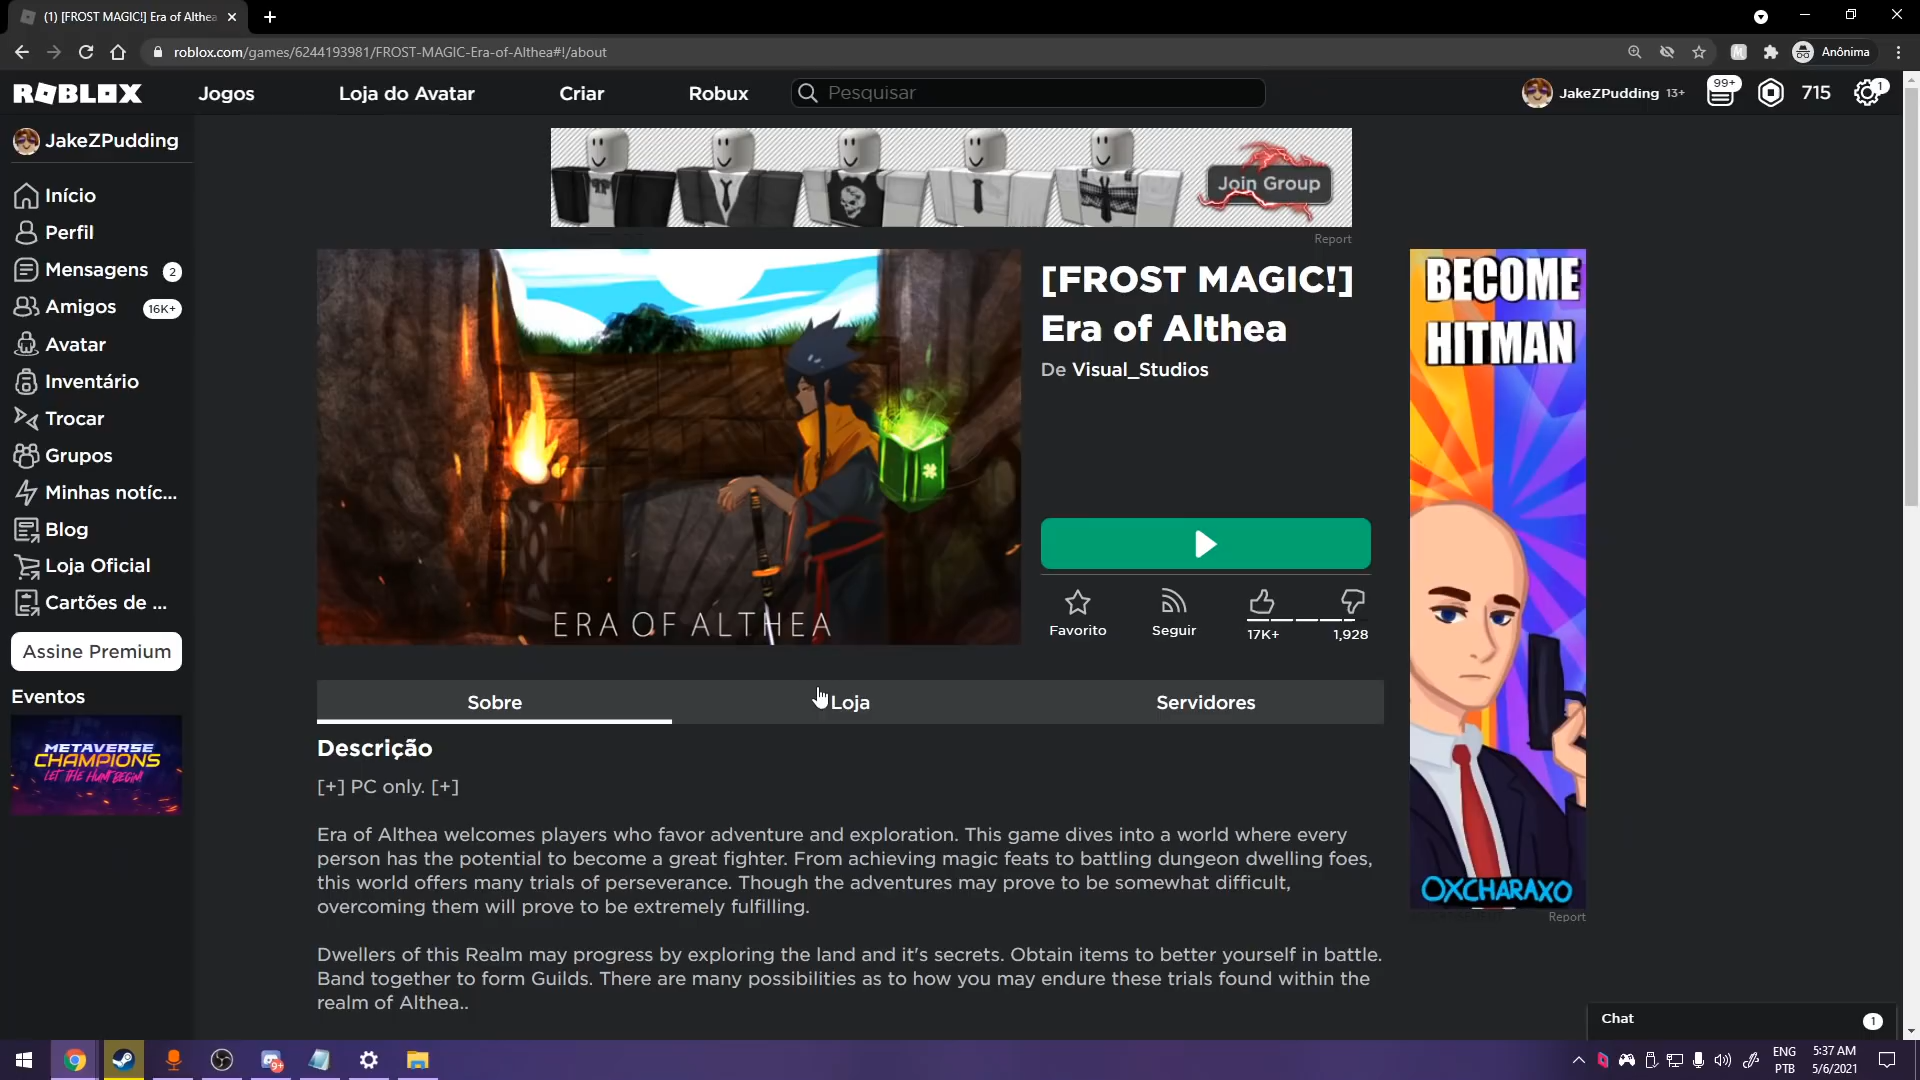 (1) [FROST MAGIC!] Era of Althea
roblox.com/games/6244193981/FROST-MAGIC-Era-of-Althea#!/about
Anônima
ROBLOX
Jogos
Loja do Avatar
Criar
Robux
Pesquisar
JakeZPudding 13+
99+
715
1
JakeZPudding
Início
Perfil
Mensagens 2
Amigos 16K+
Avatar
Inventário
Trocar
Grupos
Minhas notíc...
Blog
Loja Oficial
Cartões de ...
Assine Premium
Eventos
METAVERSE
CHAMPIONS
LET THE HUNT BEGIN!
Join Group
Report
ERA OF ALTHEA
[FROST MAGIC!]
Era of Althea
De Visual_Studios
Favorito
Seguir
17K+
1,928
BECOME
HITMAN
OXCHARAXO
Report
Sobre
Loja
Servidores
Descrição
[+] PC only. [+]
Era of Althea welcomes players who favor adventure and exploration. This game dives into a world where every
person has the potential to become a great fighter. From achieving magic feats to battling dungeon dwelling foes,
this world offers many trials of perseverance. Though the adventures may prove to be somewhat difficult,
overcoming them will prove to be extremely fulfilling.
Dwellers of this Realm may progress by exploring the land and it's secrets. Obtain items to better yourself in battle.
Band together to form Guilds. There are many possibilities as to how you may endure these trials found within the
realm of Althea..
Chat
1
9+
ENG
PTB
5:37 AM
5/6/2021